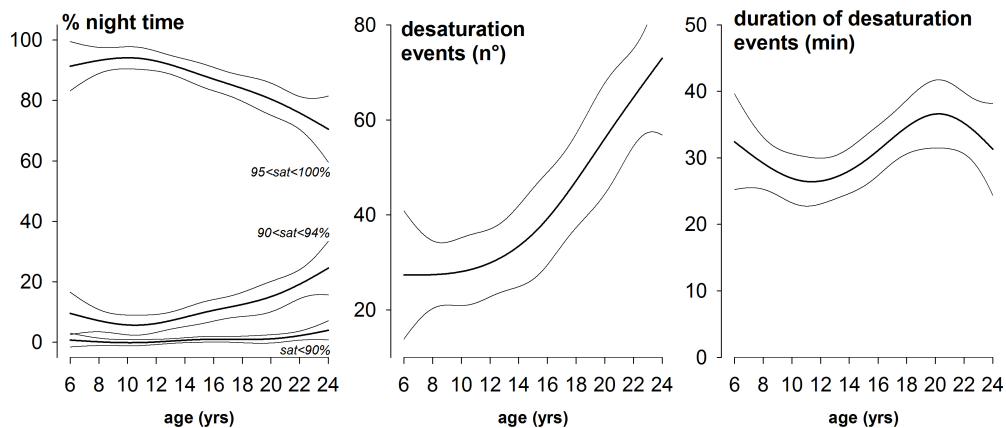 % night time
100
80
60
40
20
0
95<sat<100%
90<sat<94%
sat<90%
6 8 10 12 14 16 18 20 22 24
age (yrs)
desaturation
events (n°)
80
60
40
20
6 8 10 12 14 16 18 20 22 24
age (yrs)
duration of desaturation
events (min)
50
40
30
20
10
0
6 8 10 12 14 16 18 20 22 24
age (yrs)